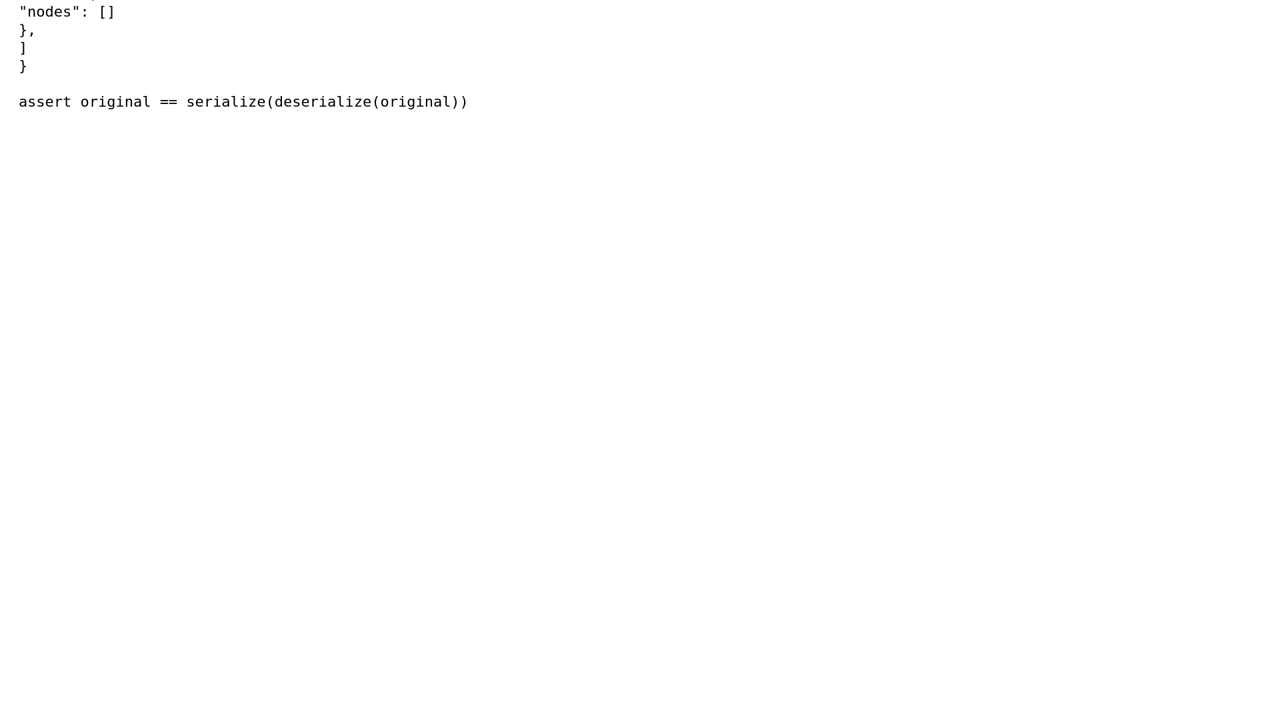 "nodes": []
},
]
}
assert original == serialize(deserialize(original))